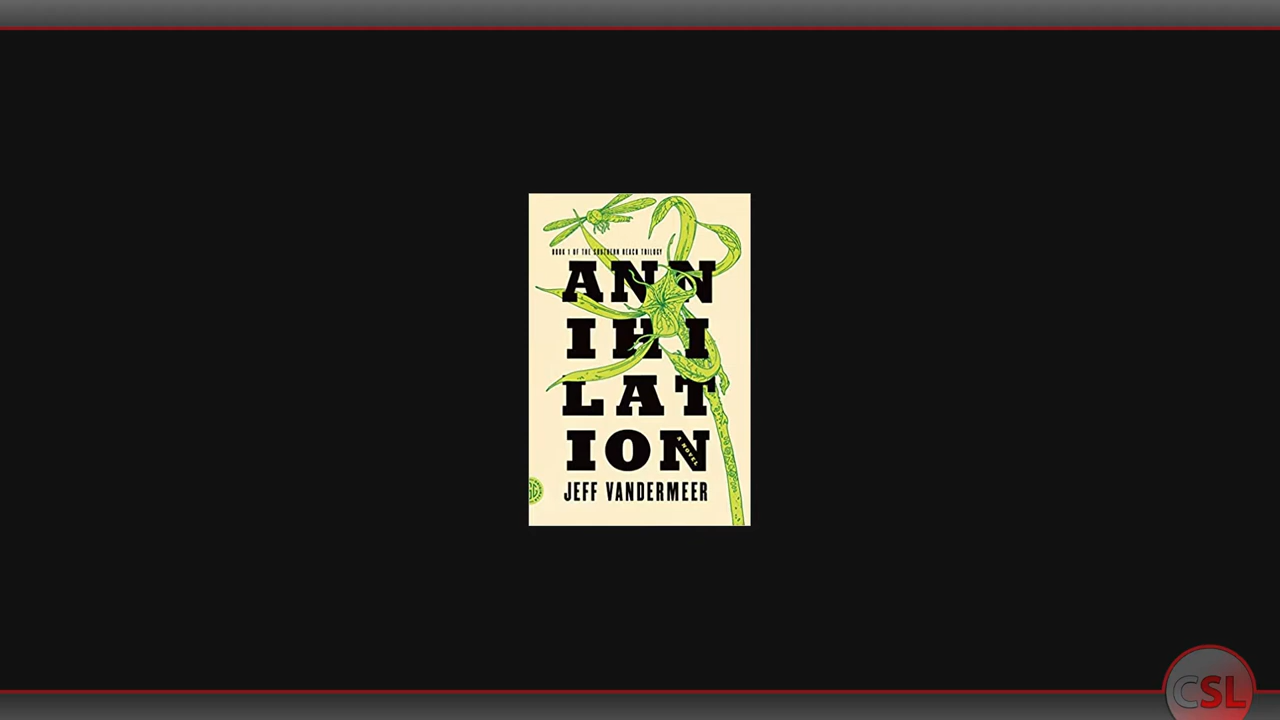 BOOK 1 OF THE SOUTHERN REACH TRILOGY
ANN
IHI
LAT
ION
A NOVEL
JEFF VANDERMEER
CSL